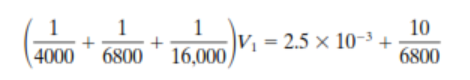 (1/4000 + 1/6800 + 1/16,000)V₁ = 2.5 × 10⁻³ + 10/6800